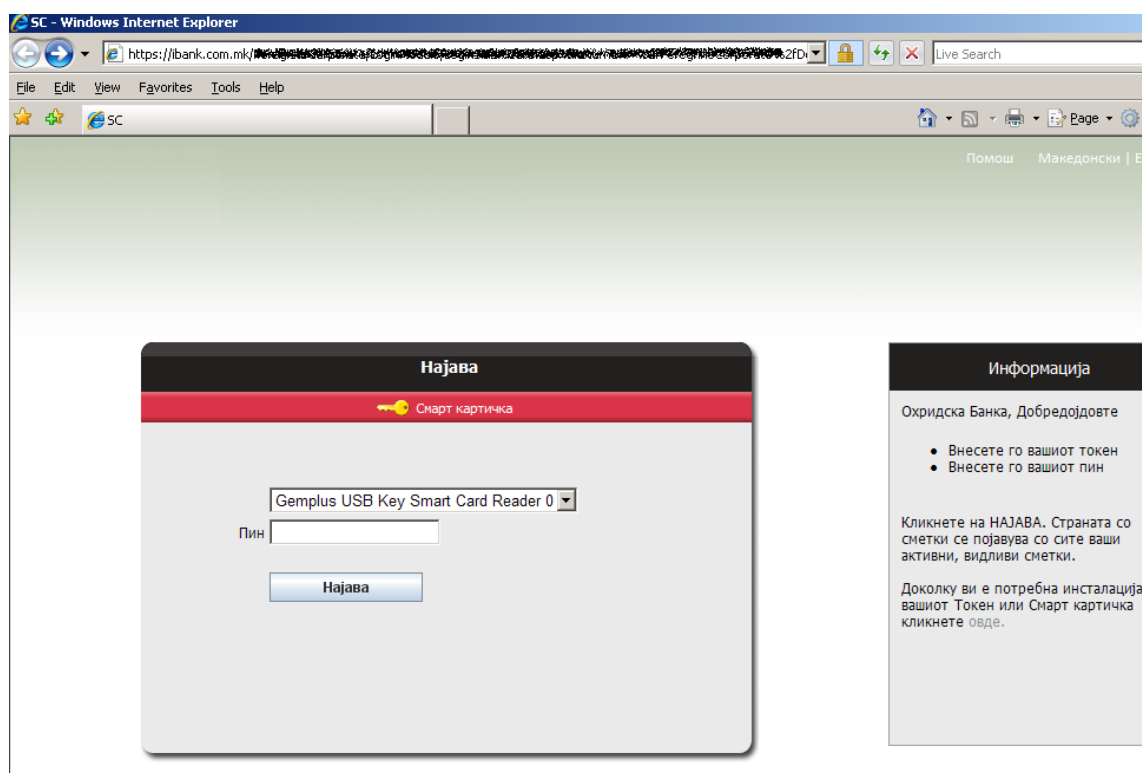 SC - Windows Internet Explorer
https://ibank.com.mk/ %2fD
Live Search
File Edit View Favorites Tools Help
SC
Page
Помош Македонски | E
Најава
Смарт картичка
Gemplus USB Key Smart Card Reader 0
Пин
Најава
Информација
Охридска Банка, Добредојдовте
• Внесете го вашиот токен
• Внесете го вашиот пин
Кликнете на НАЈАВА. Страната со
сметки се појавува со сите ваши
активни, видливи сметки.
Доколку ви е потребна инсталација
вашиот Токен или Смарт картичка
кликнете овде.